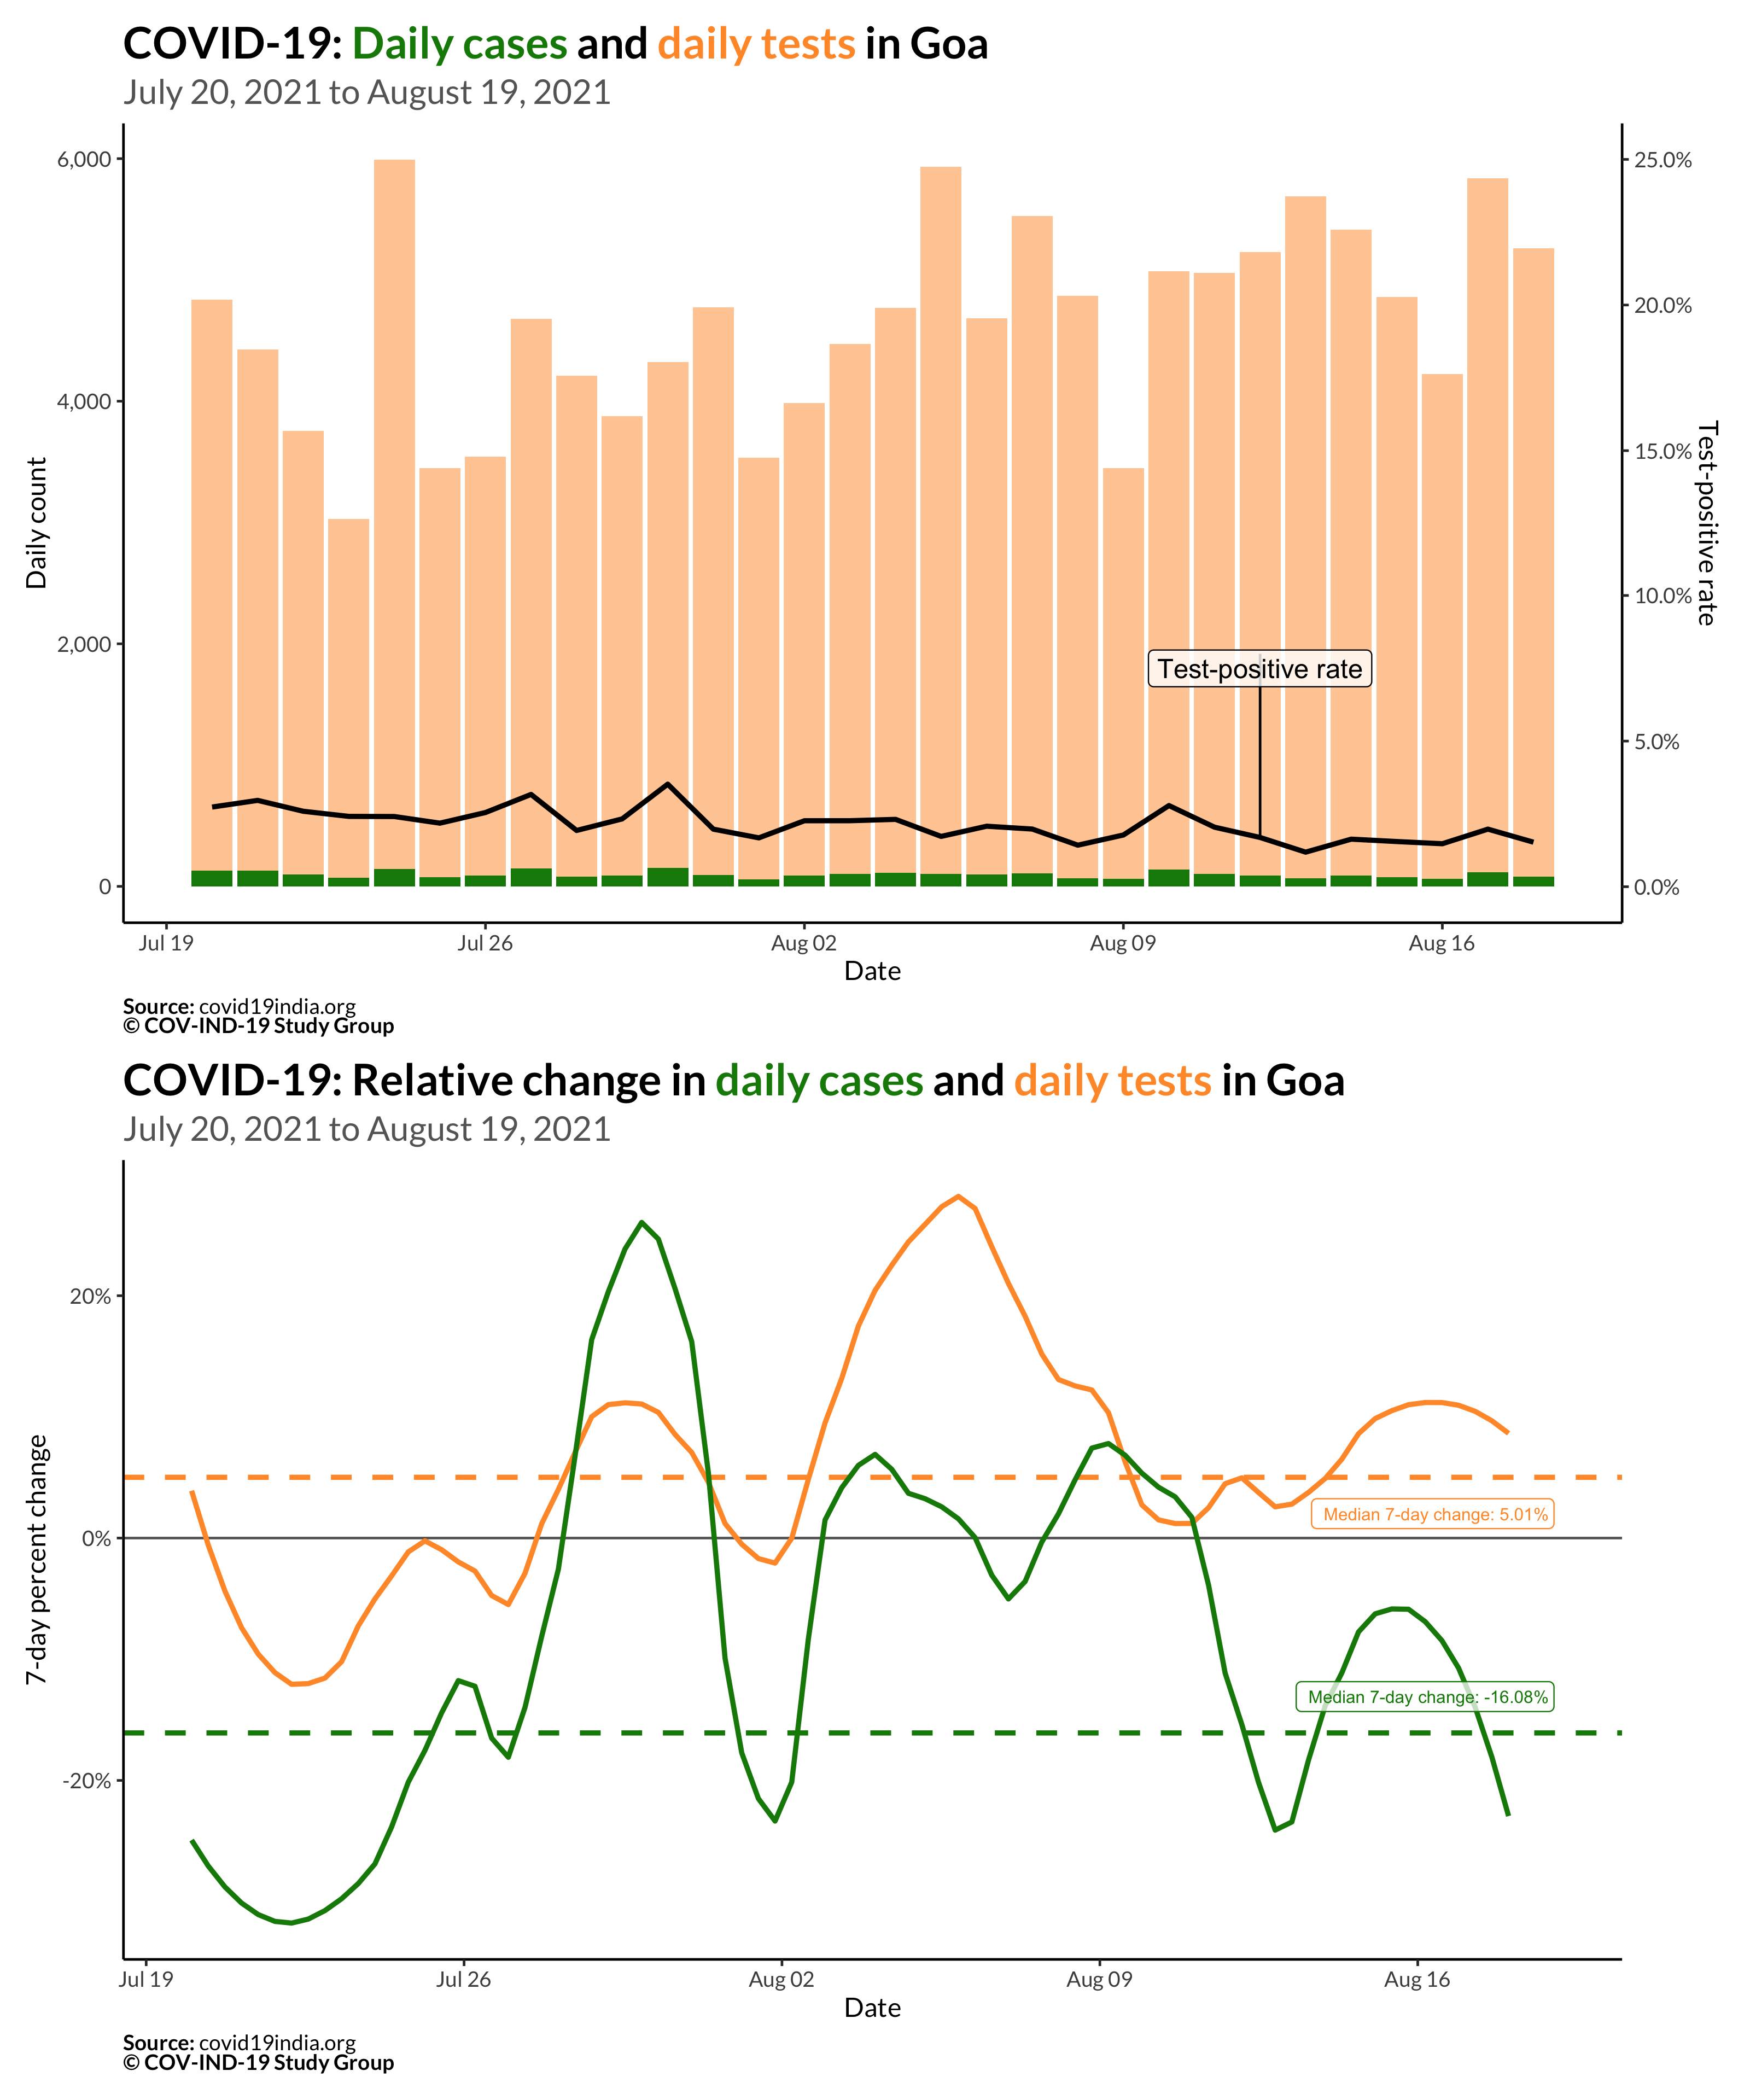 COVID-19: Daily cases and daily tests in Goa
July 20, 2021 to August 19, 2021
6,000
4,000
2,000
0
Daily count
25.0%
20.0%
15.0%
10.0%
5.0%
0.0%
Test-positive rate
Test-positive rate
Jul 19 Jul 26 Aug 02 Aug 09 Aug 16
Date
Source: covid19india.org
© COV-IND-19 Study Group
COVID-19: Relative change in daily cases and daily tests in Goa
July 20, 2021 to August 19, 2021
20%
0%
-20%
7-day percent change
Median 7-day change: 5.01%
Median 7-day change: -16.08%
Jul 19 Jul 26 Aug 02 Aug 09 Aug 16
Date
Source: covid19india.org
© COV-IND-19 Study Group